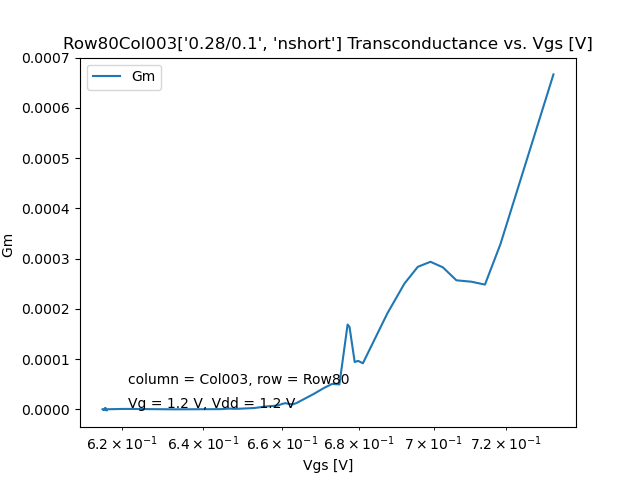 Row80Col003['0.28/0.1', 'nshort'] Transconductance vs. Vgs [V]
0.0007
Gm
0.0006
0.0005
0.0004
Gm
0.0003
0.0002
0.0001
column = Col003, row = Row80
Vg = 1.2 V, Vdd = 1.2 V
0.0000
6.2 × 10⁻¹ 6.4 × 10⁻¹ 6.6 × 10⁻¹ 6.8 × 10⁻¹ 7 × 10⁻¹ 7.2 × 10⁻¹
Vgs [V]